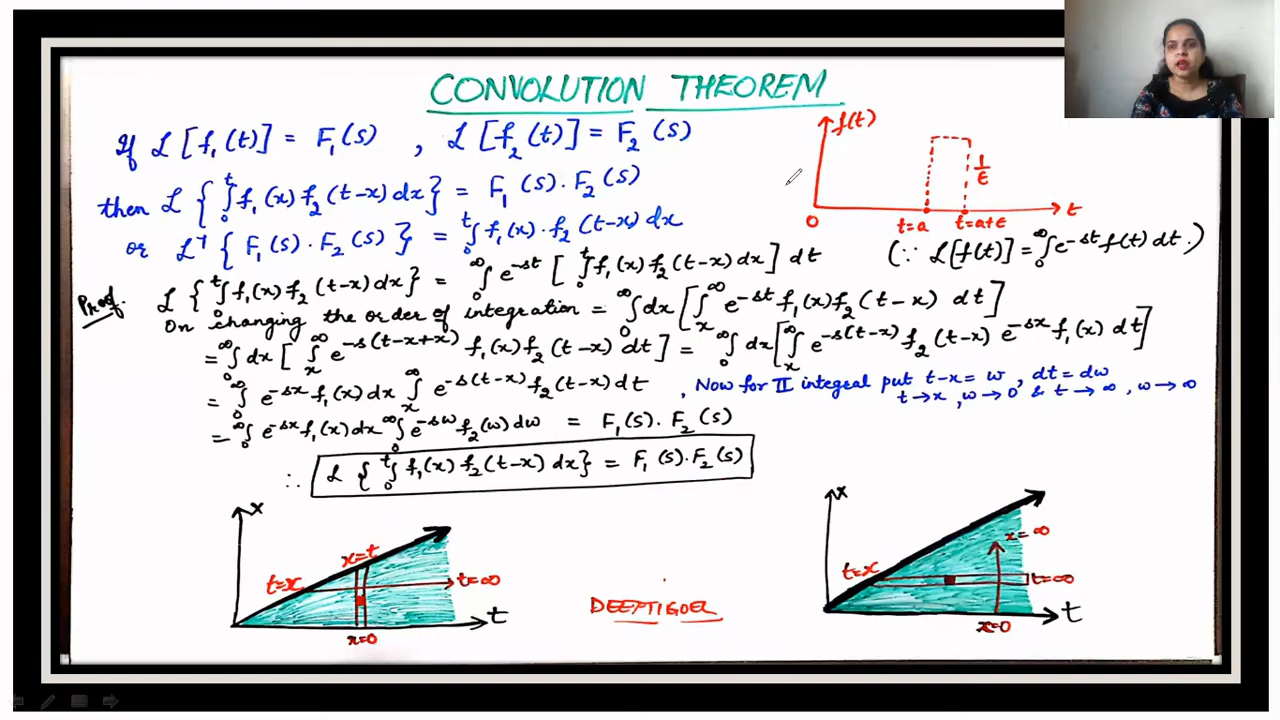 CONVOLUTION THEOREM
If ℒ[f₁(t)] = F₁(s) , ℒ[f₂(t)] = F₂(s)
then ℒ{∫₀ᵗ f₁(x) f₂(t-x) dx} = F₁(s).F₂(s)
or ℒ⁻¹{F₁(s).F₂(s)} = ∫₀ᵗ f₁(x).f₂(t-x) dx
f(t)
1/ε
0 t=a t=a+ε t
(∵ ℒ[f(t)] = ∫₀^∞ e^{-st} f(t) dt.)
Proof. ℒ{∫₀ᵗ f₁(x) f₂(t-x) dx} = ∫₀^∞ e^{-st} [∫₀ᵗ f₁(x) f₂(t-x) dx] dt
On changing the order of integration = ∫₀^∞ dx [∫ₓ^∞ e^{-st} f₁(x) f₂(t-x) dt]
= ∫₀^∞ dx [∫ₓ^∞ e^{-s(t-x+x)} f₁(x) f₂(t-x) dt] = ∫₀^∞ dx [∫ₓ^∞ e^{-s(t-x)} f₂(t-x) e^{-sx} f₁(x) dt]
= ∫₀^∞ e^{-sx} f₁(x) dx ∫ₓ^∞ e^{-s(t-x)} f₂(t-x) dt , Now for II integral put t-x = w, dt = dw
t→x, w→0 & t→∞, w→∞
= ∫₀^∞ e^{-sx} f₁(x) dx ∫₀^∞ e^{-sw} f₂(w) dw = F₁(s).F₂(s)
∴ ℒ{∫₀ᵗ f₁(x) f₂(t-x) dx} = F₁(s).F₂(s)
x
x=t
t=x t=∞
t
x=0
DEEPTI GOEL
x
x=∞
t=x t=∞
t
x=0